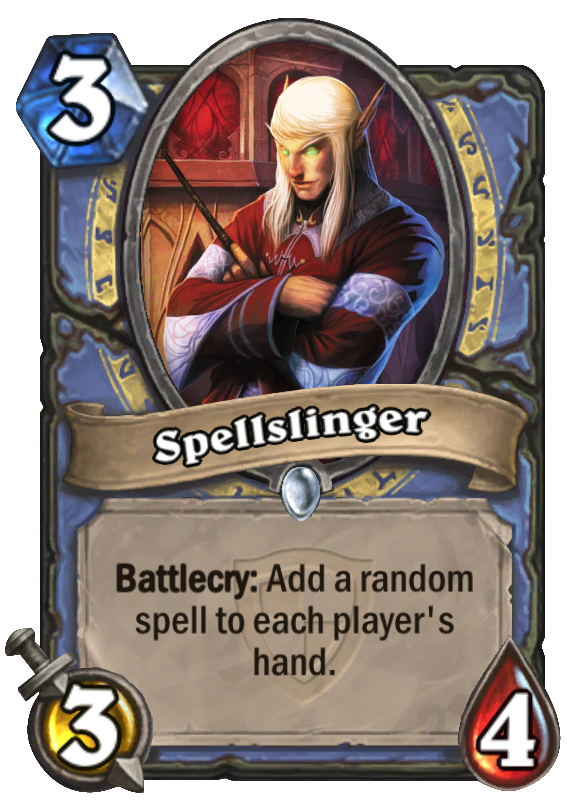 3
Spellslinger
Battlecry: Add a random
spell to each player's
hand.
3
4